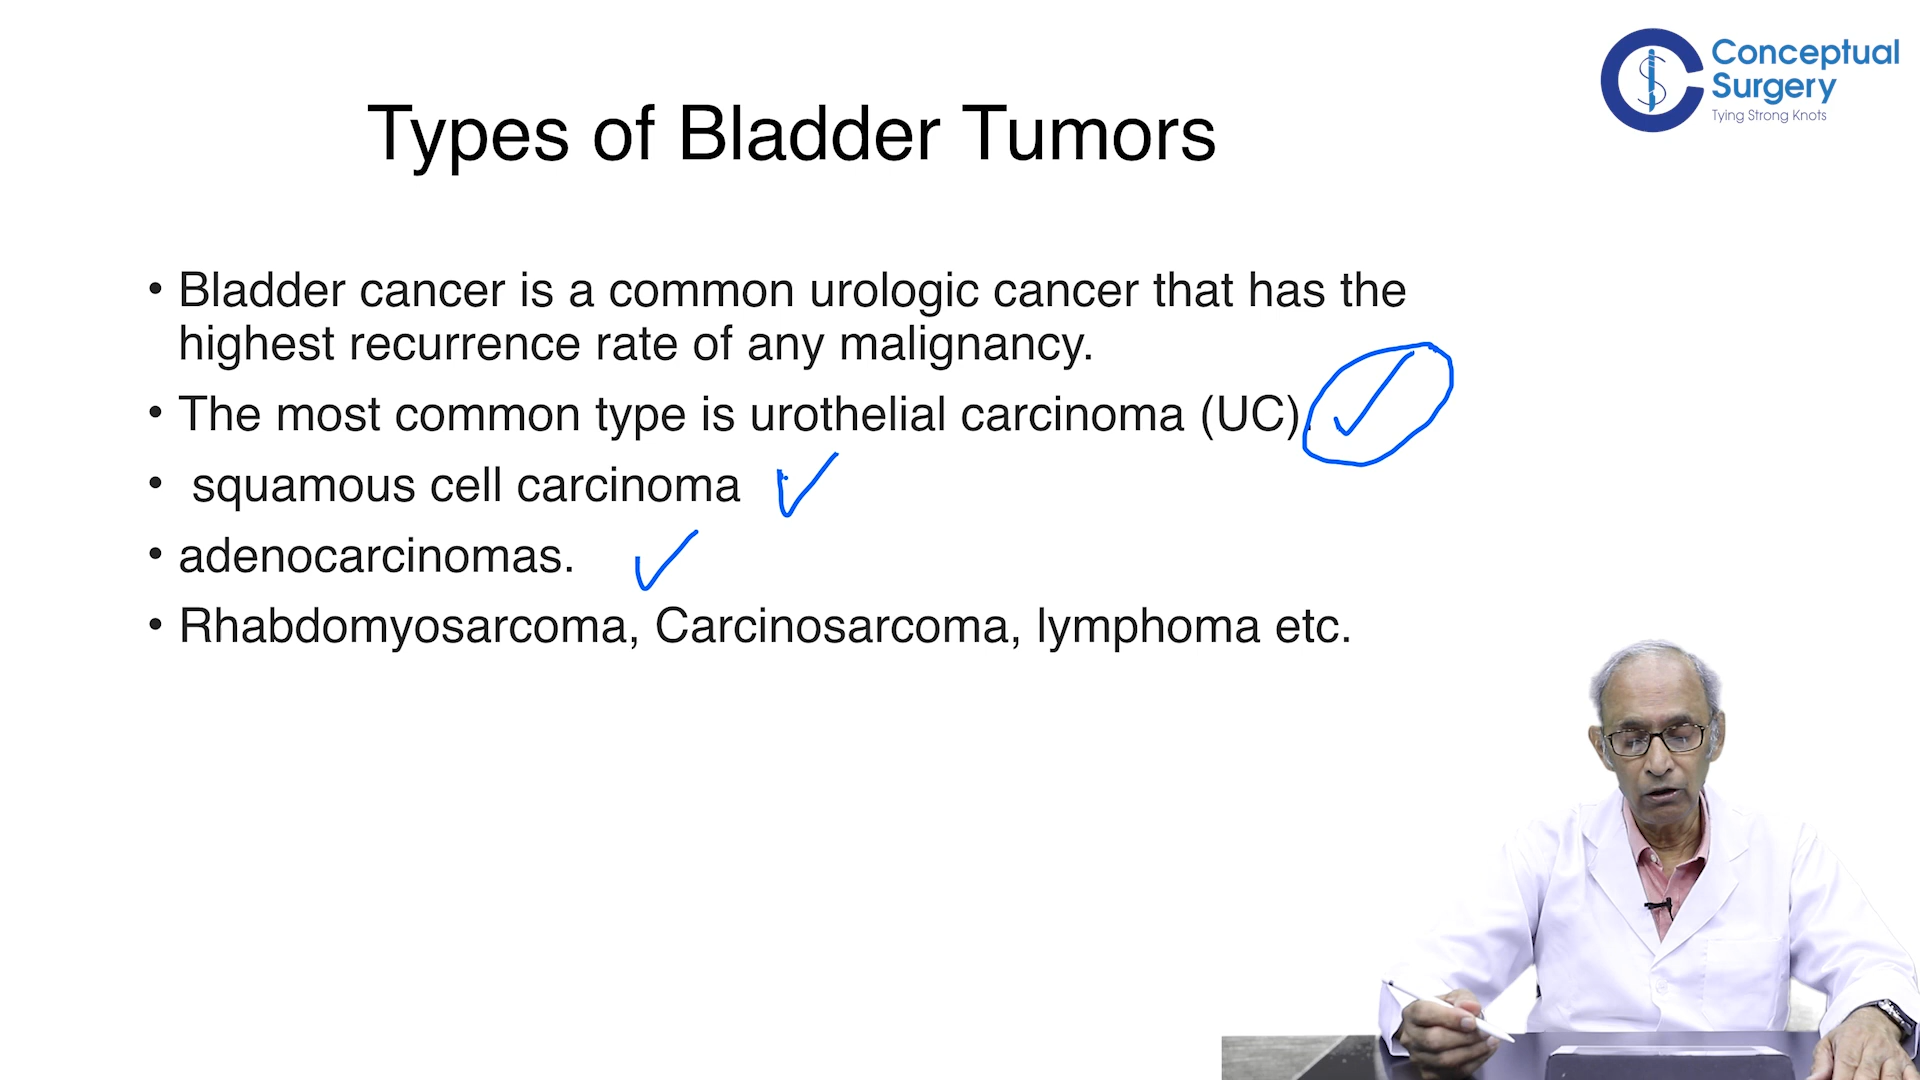 Conceptual
Surgery
Tying Strong Knots
Types of Bladder Tumors
• Bladder cancer is a common urologic cancer that has the
highest recurrence rate of any malignancy.
• The most common type is urothelial carcinoma (UC).
• squamous cell carcinoma
• adenocarcinomas.
• Rhabdomyosarcoma, Carcinosarcoma, lymphoma etc.